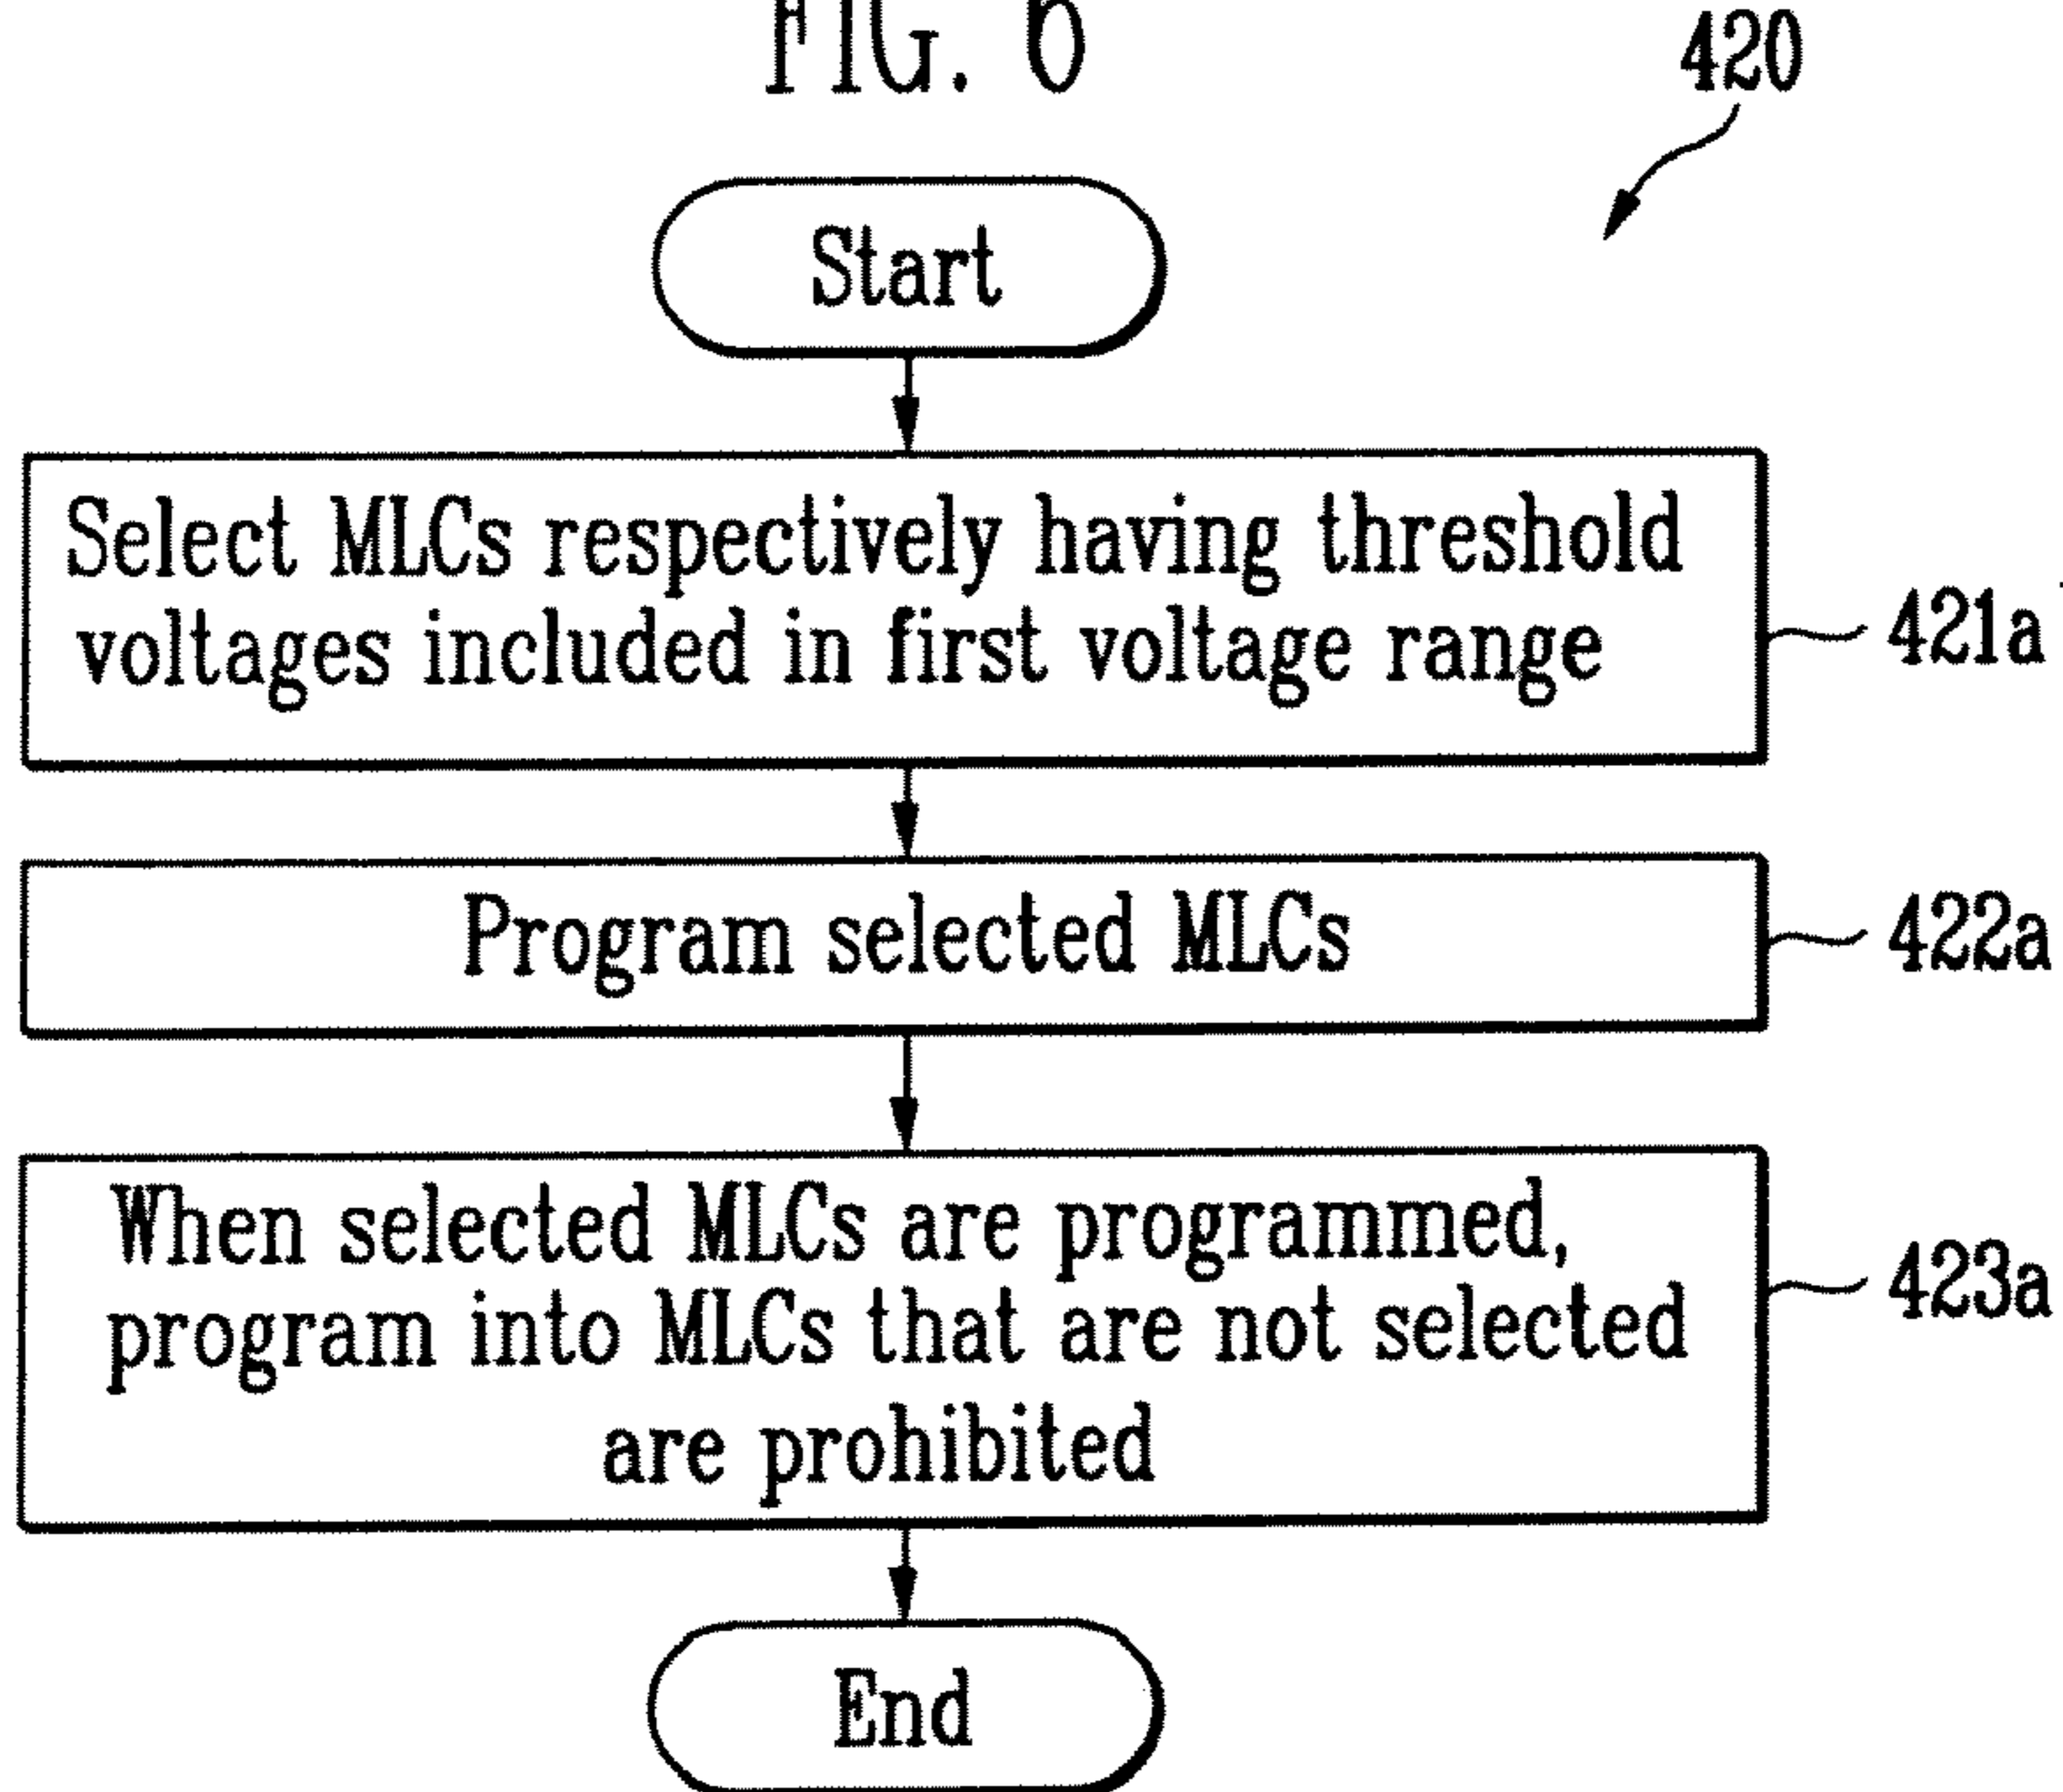 FIG. 6
420
Start
Select MLCs respectively having threshold
voltages included in first voltage range
421a
Program selected MLCs
422a
When selected MLCs are programmed,
program into MLCs that are not selected
are prohibited
423a
End